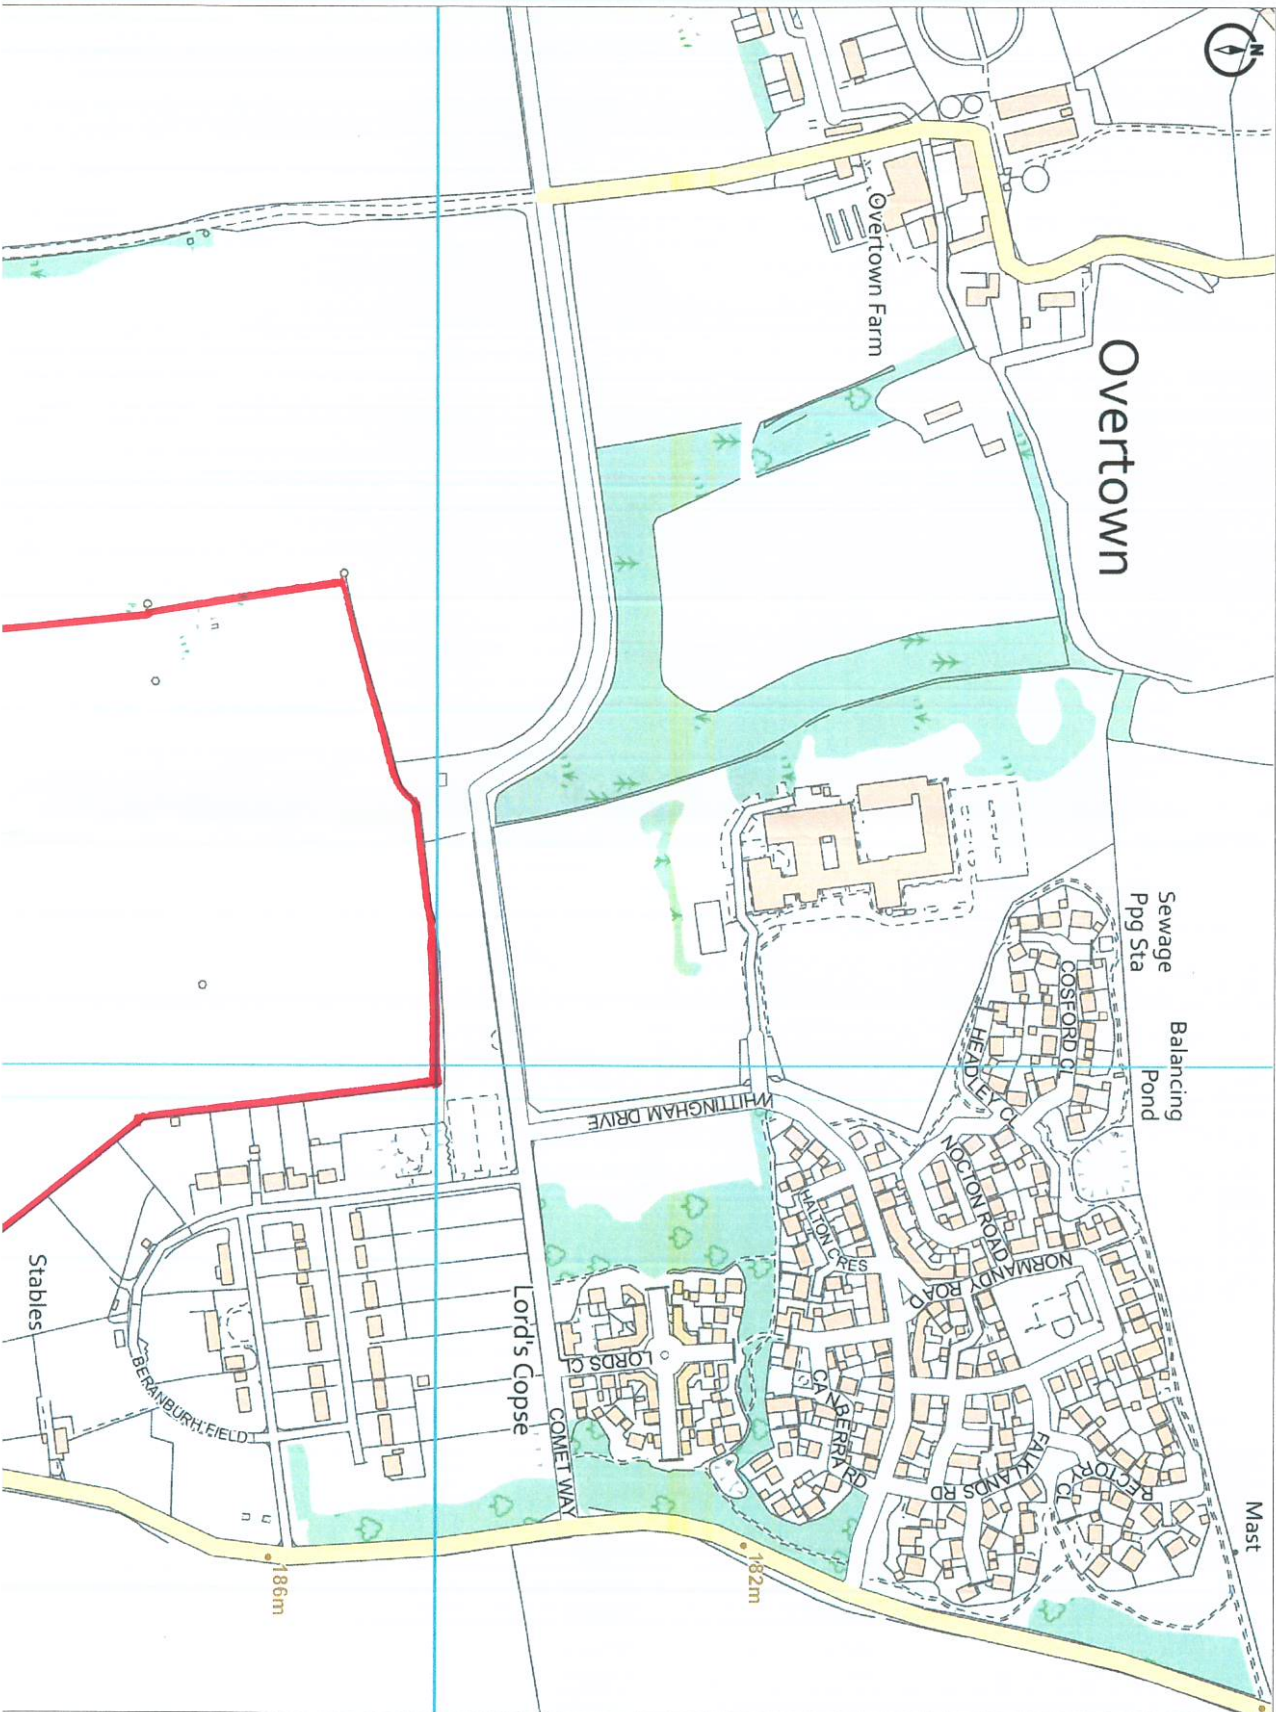 N
Overtown
Overtown Farm
Sewage
Ppg Sta
Balancing
Pond
COSFORD CL
HEADLEY CL
NOCTON ROAD
NORMANDY ROAD
WHITTINGHAM DRIVE
HALTON CRES
CANBERRA RD
FALKLANDS RD
RECTORY CL
Mast
LORDS CL
Lord's Copse
COMET WAY
BERANBURH FIELD
Stables
182m
186m